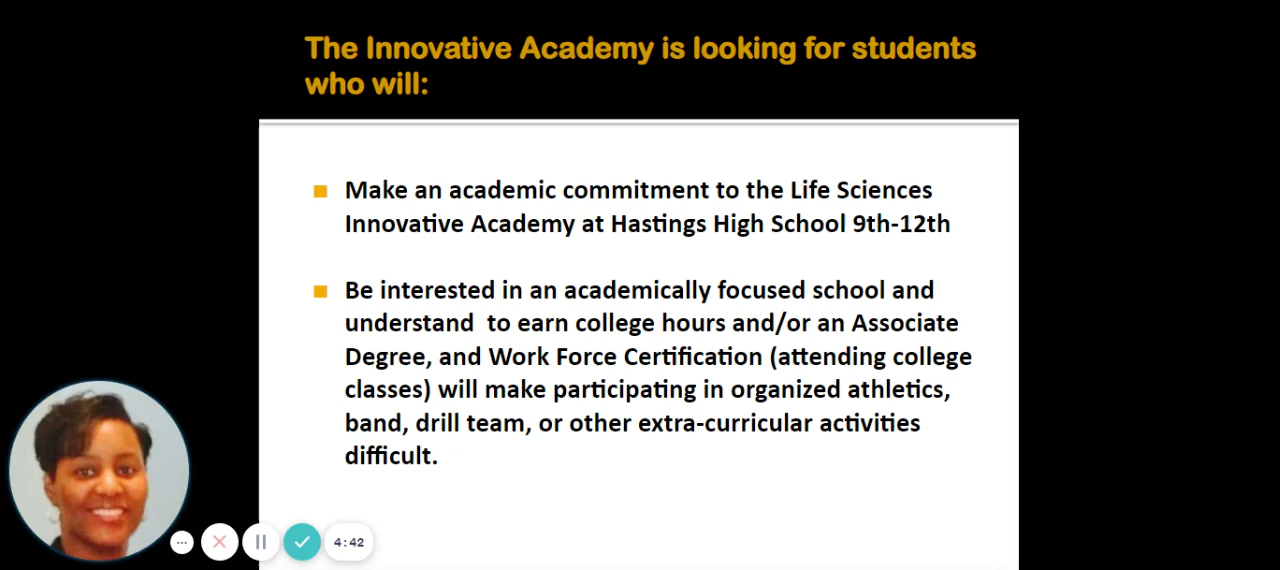 The Innovative Academy is looking for students
who will:
Make an academic commitment to the Life Sciences
Innovative Academy at Hastings High School 9th-12th
Be interested in an academically focused school and
understand  to earn college hours and/or an Associate
Degree, and Work Force Certification (attending college
classes) will make participating in organized athletics,
band, drill team, or other extra-curricular activities
difficult.
4:42